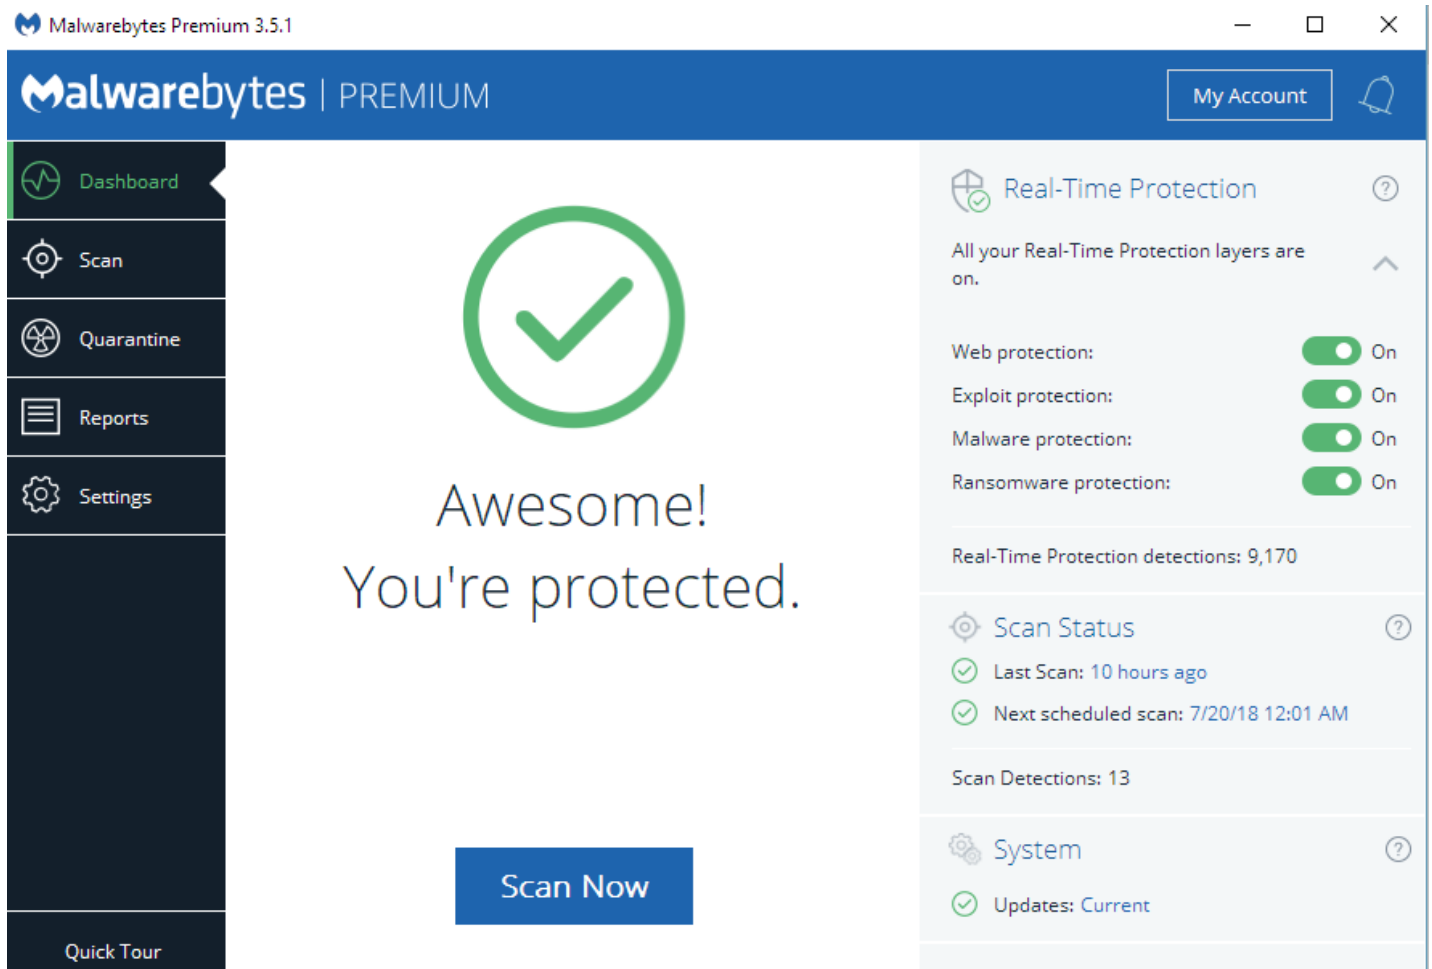 Malwarebytes Premium 3.5.1
Malwarebytes | PREMIUM
My Account
Dashboard
Scan
Quarantine
Reports
Settings
Quick Tour
Awesome!
You're protected.
Scan Now
Real-Time Protection
?
All your Real-Time Protection layers are
on.
Web protection: On
Exploit protection: On
Malware protection: On
Ransomware protection: On
Real-Time Protection detections: 9,170
Scan Status
?
Last Scan: 10 hours ago
Next scheduled scan: 7/20/18 12:01 AM
Scan Detections: 13
System
?
Updates: Current